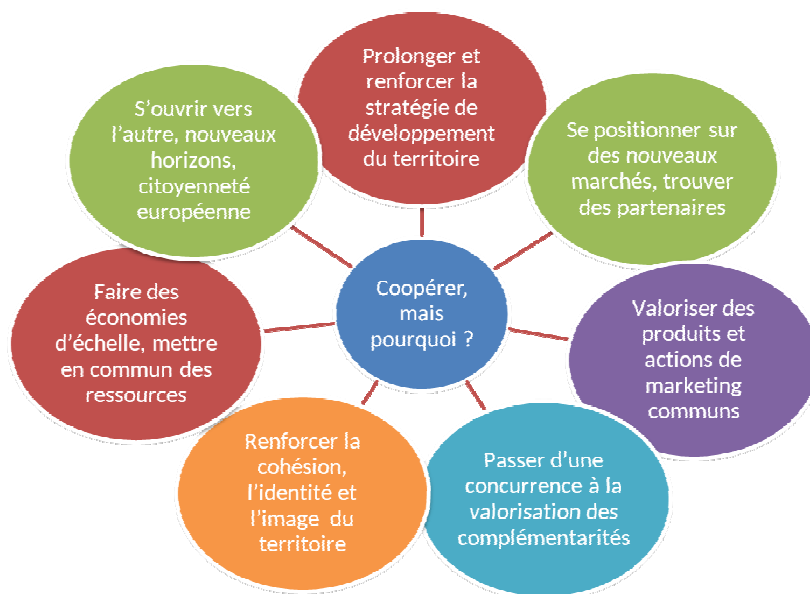 Prolonger et
renforcer la
stratégie de
développement
du territoire
S'ouvrir vers
l'autre, nouveaux
horizons,
citoyenneté
européenne
Se positionner sur
des nouveaux
marchés, trouver
des partenaires
Coopérer,
mais
pourquoi ?
Faire des
économies
d'échelle, mettre
en commun des
ressources
Valoriser des
produits et
actions de
marketing
communs
Renforcer la
cohésion,
l'identité et
l'image du
territoire
Passer d'une
concurrence à la
valorisation des
complémentarités